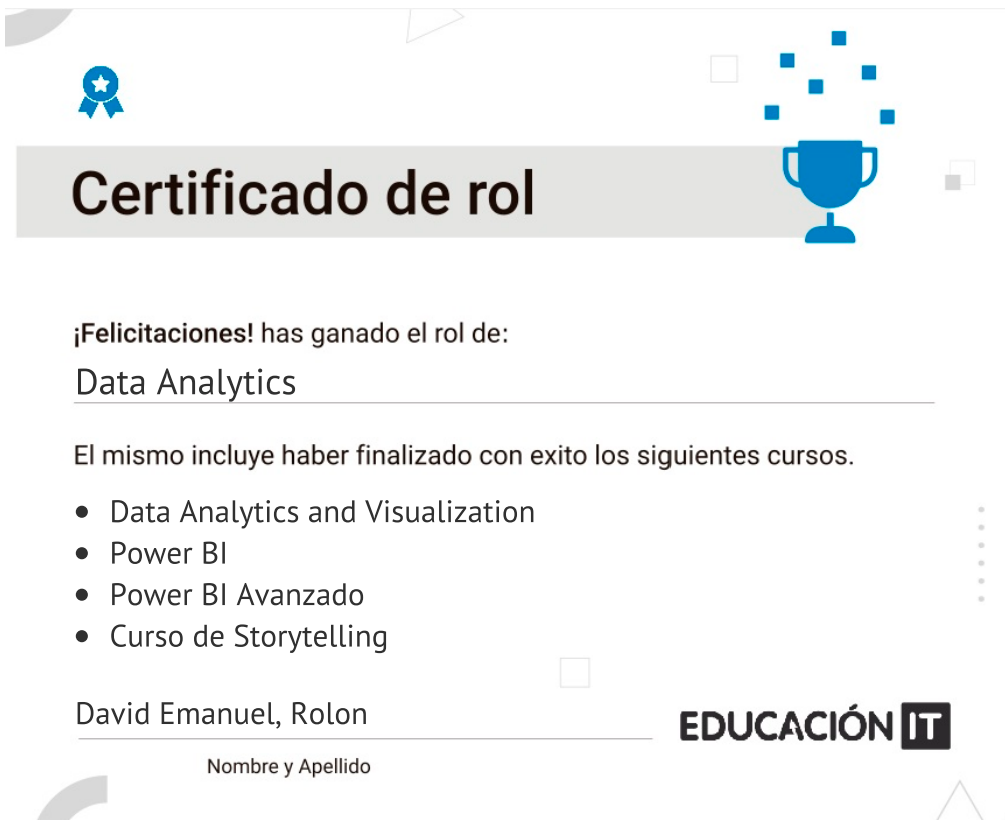 Certificado de rol
¡Felicitaciones! has ganado el rol de:
Data Analytics
El mismo incluye haber finalizado con exito los siguientes cursos.
• Data Analytics and Visualization
• Power BI
• Power BI Avanzado
• Curso de Storytelling
David Emanuel, Rolon
EDUCACIÓN IT
Nombre y Apellido